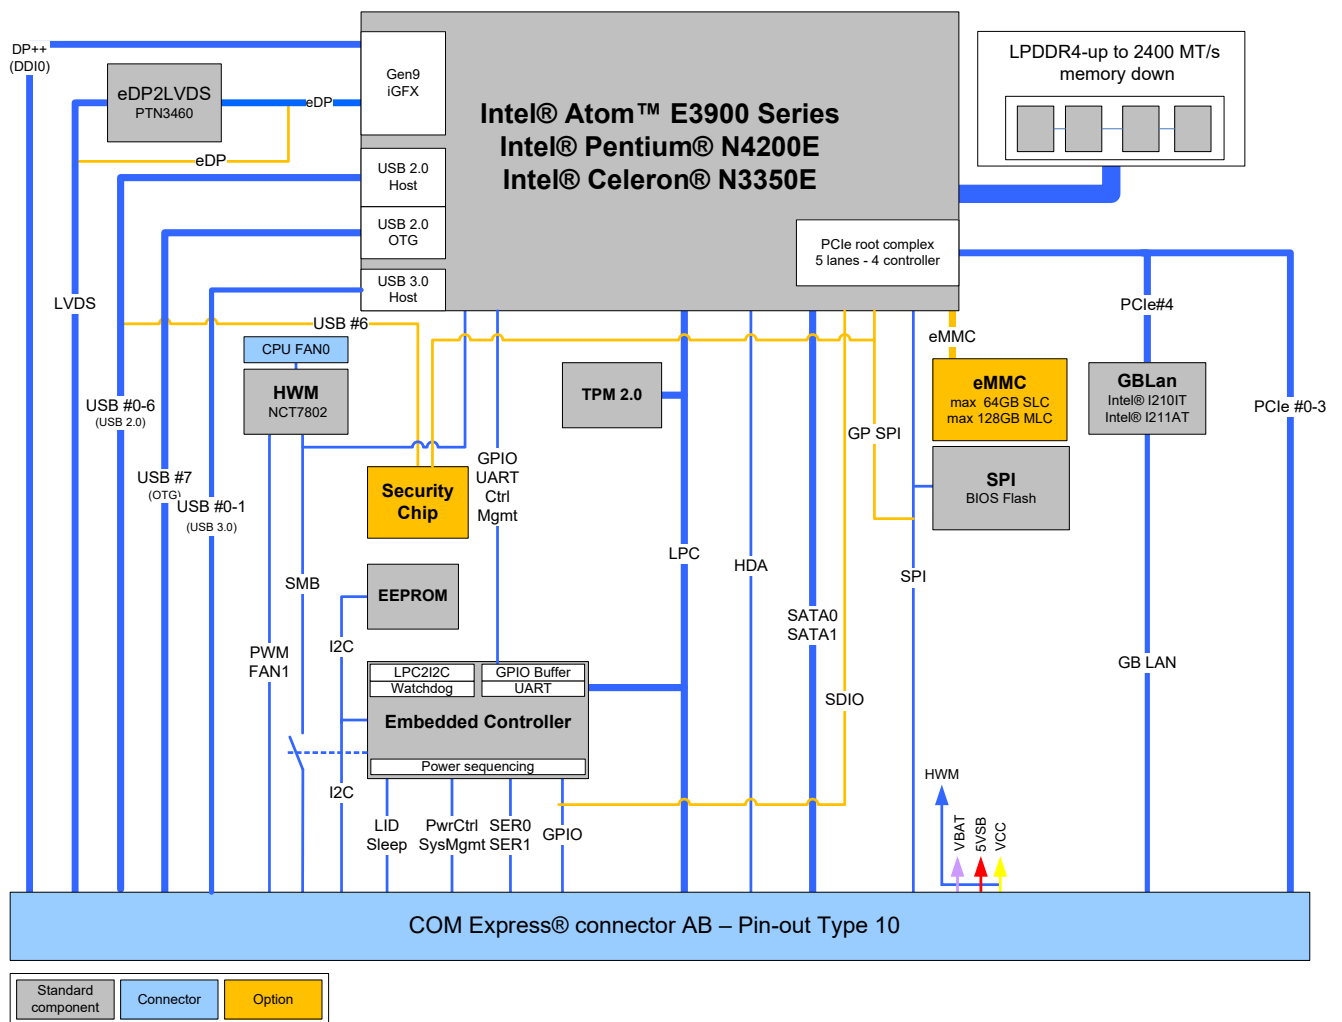 DP++
(DDI0)
eDP2LVDS
PTN3460
eDP
eDP
Gen9
iGFX
USB 2.0
Host
USB 2.0
OTG
USB 3.0
Host
Intel® Atom™ E3900 Series
Intel® Pentium® N4200E
Intel® Celeron® N3350E
PCIe root complex
5 lanes - 4 controller
LPDDR4-up to 2400 MT/s
memory down
LVDS
USB #6
CPU FAN0
HWM
NCT7802
TPM 2.0
eMMC
eMMC
max 64GB SLC
max 128GB MLC
PCIe#4
GBLan
Intel® I210IT
Intel® I211AT
PCIe #0-3
USB #0-6
(USB 2.0)
USB #7
(OTG)
USB #0-1
(USB 3.0)
Security
Chip
GPIO
UART
Ctrl
Mgmt
GP SPI
SPI
BIOS Flash
LPC
HDA
SPI
SMB
EEPROM
SATA0
SATA1
I2C
PWM
FAN1
GB LAN
LPC2I2C
Watchdog
GPIO Buffer
UART
Embedded Controller
Power sequencing
SDIO
I2C
LID
Sleep
PwrCtrl
SysMgmt
SER0
SER1
GPIO
HWM
VBAT
5VSB
VCC
COM Express® connector AB – Pin-out Type 10
Standard
component
Connector
Option